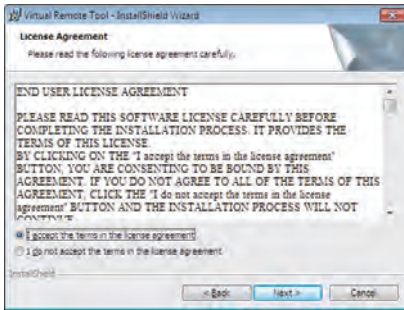 Virtual Remote Tool - InstallShield Wizard
License Agreement
Please read the following license agreement carefully.
END USER LICENSE AGREEMENT
PLEASE READ THIS SOFTWARE LICENSE CAREFULLY BEFORE
COMPLETING THE INSTALLATION PROCESS. IT PROVIDES THE
TERMS OF THIS LICENSE.
BY CLICKING ON THE "I accept the terms in the license agreement"
BUTTON, YOU ARE CONSENTING TO BE BOUND BY THIS
AGREEMENT. IF YOU DO NOT AGREE TO ALL OF THE TERMS OF THIS
AGREEMENT, CLICK THE "I do not accept the terms in the license
agreement" BUTTON AND THE INSTALLATION PROCESS WILL NOT
CONTINUE.
I accept the terms in the license agreement
I do not accept the terms in the license agreement
InstallShield
< Back Next > Cancel